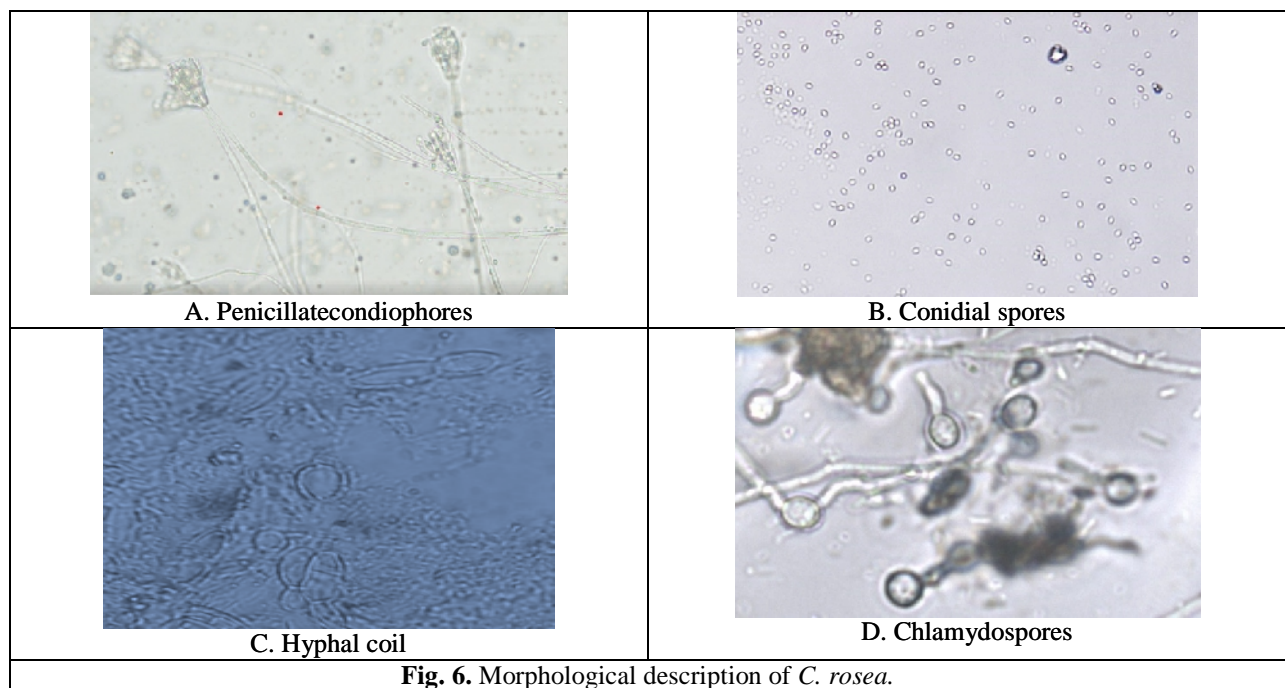 A. Penicillatecondiophores
B. Conidial spores
C. Hyphal coil
D. Chlamydospores
Fig. 6. Morphological description of C. rosea.